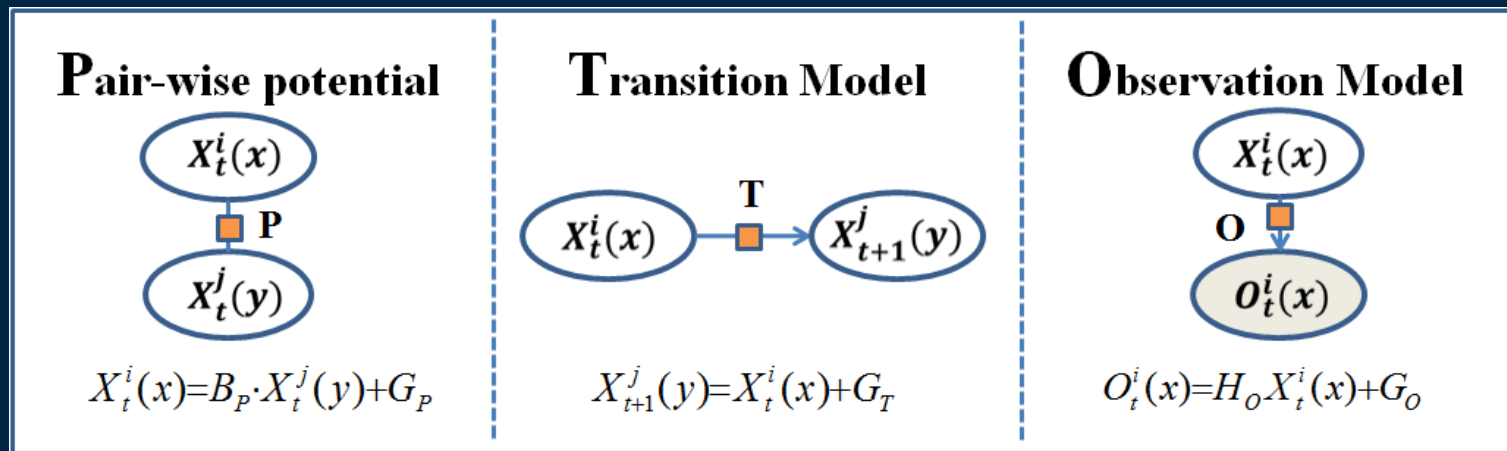 Pair-wise potential
X_t^i(x)
P
X_t^j(y)
X_t^i(x)=B_P·X_t^j(y)+G_P
Transition Model
T
X_t^i(x)
X_{t+1}^j(y)
X_{t+1}^j(y)=X_t^i(x)+G_T
Observation Model
X_t^i(x)
O
O_t^i(x)
O_t^i(x)=H_O X_t^i(x)+G_O